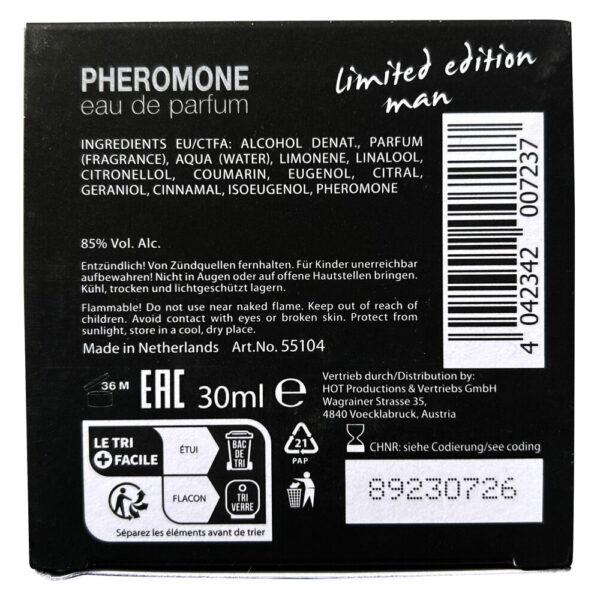 PHEROMONE
eau de parfum
limited edition
man
INGREDIENTS EU/CTFA: ALCOHOL DENAT., PARFUM
(FRAGRANCE), AQUA (WATER), LIMONENE, LINALOOL,
CITRONELLOL, COUMARIN, EUGENOL, CITRAL,
GERANIOL, CINNAMAL, ISOEUGENOL, PHEROMONE
4 042342 007237
85% Vol. Alc.
Entzündlich! Von Zündquellen fernhalten. Für Kinder unerreichbar
aufbewahren! Nicht in Augen oder auf offene Hautstellen bringen.
Kühl, trocken und lichtgeschützt lagern.
Flammable! Do not use near naked flame. Keep out of reach of
children. Avoid contact with eyes or broken skin. Protect from
sunlight, store in a cool, dry place.
Made in Netherlands Art.No. 55104
36 M EAC 30ml ℮
Vertrieb durch/Distribution by:
HOT Productions & Vertriebs GmbH
Wagrainer Strasse 35,
4840 Voecklabruck, Austria
LE TRI
+ FACILE
ÉTUI
BAC
DE
TRI
FLACON
TRI
VERRE
Séparez les éléments avant de trier
21
PAP
CHNR: siehe Codierung/see coding
89230726